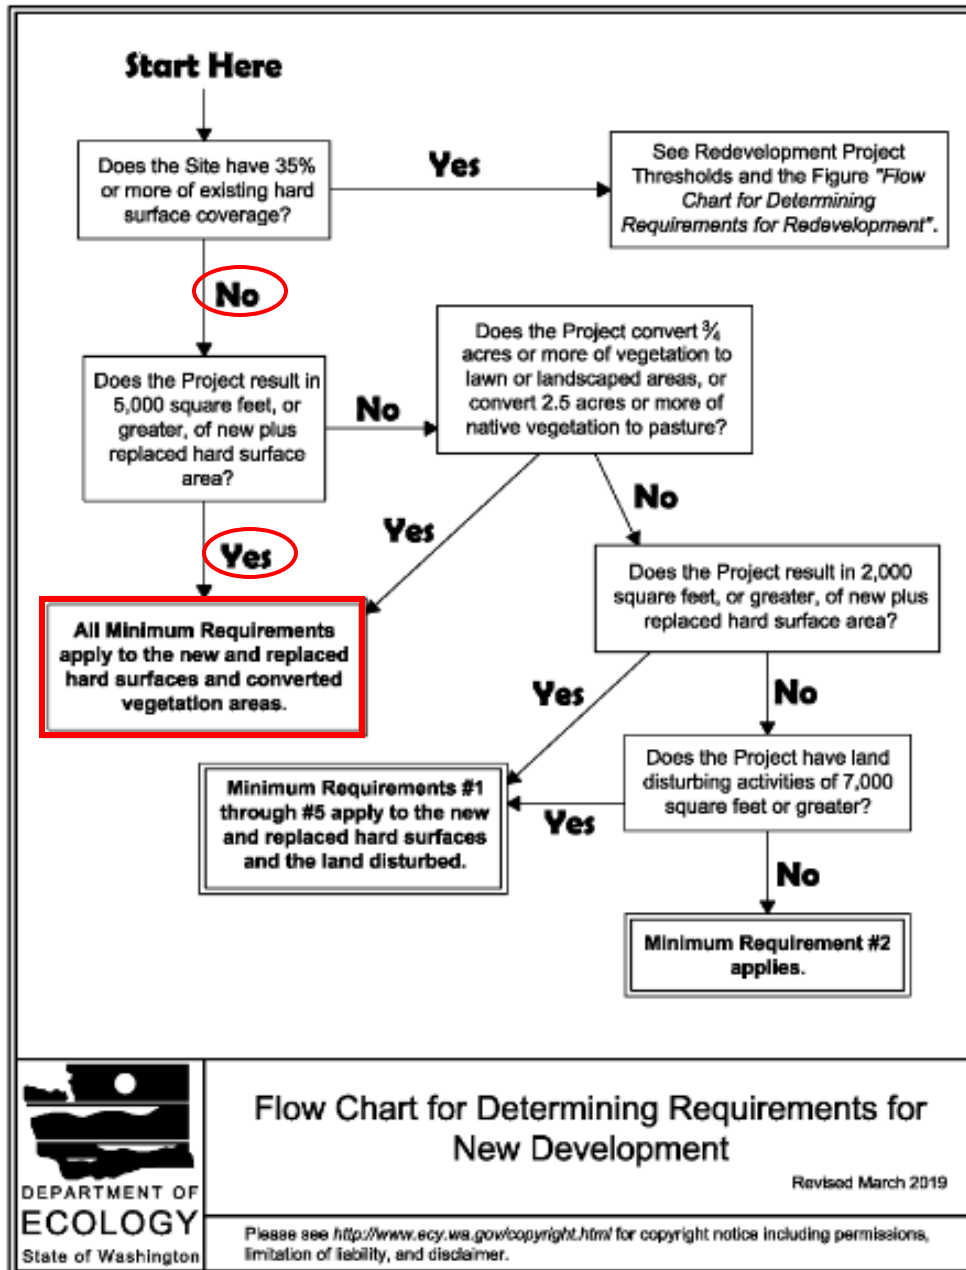 Start Here
Does the Site have 35%
or more of existing hard
surface coverage?
Yes
See Redevelopment Project
Thresholds and the Figure "Flow
Chart for Determining
Requirements for Redevelopment".
No
Does the Project result in
5,000 square feet, or
greater, of new plus
replaced hard surface
area?
No
Does the Project convert ¾
acres or more of vegetation to
lawn or landscaped areas, or
convert 2.5 acres or more of
native vegetation to pasture?
Yes
Yes
No
All Minimum Requirements
apply to the new and replaced
hard surfaces and converted
vegetation areas.
Does the Project result in 2,000
square feet, or greater, of new plus
replaced hard surface area?
Yes
No
Minimum Requirements #1
through #5 apply to the new
and replaced hard surfaces
and the land disturbed.
Yes
Does the Project have land
disturbing activities of 7,000
square feet or greater?
No
Minimum Requirement #2
applies.
DEPARTMENT OF
ECOLOGY
State of Washington
Flow Chart for Determining Requirements for
New Development
Revised March 2019
Please see http://www.ecy.wa.gov/copyright.html for copyright notice including permissions,
limitation of liability, and disclaimer.